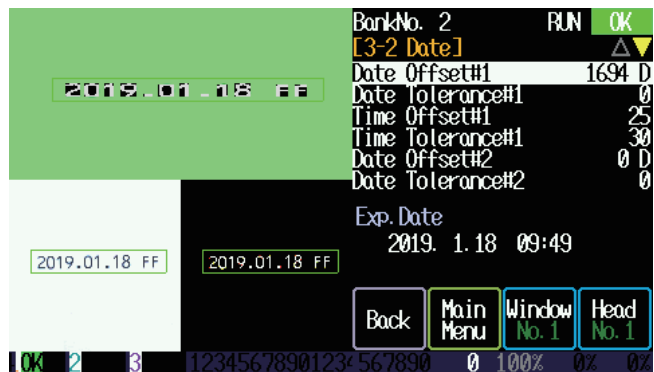 BankNo. 2 RUN OK
[3-2 Date]
Date Offset#1 1694 D
Date Tolerance#1 0
Time Offset#1 25
Time Tolerance#1 30
Date Offset#2 0 D
Date Tolerance#2 0
Exp.Date
2019. 1.18 09:49
Back
Main Menu
Window No.1
Head No.1
2019.01.18 FF
2019.01.18 FF
2019.01.18 FF
1.OK 2 3 1234567890123 567890 0 100% 0% 0%